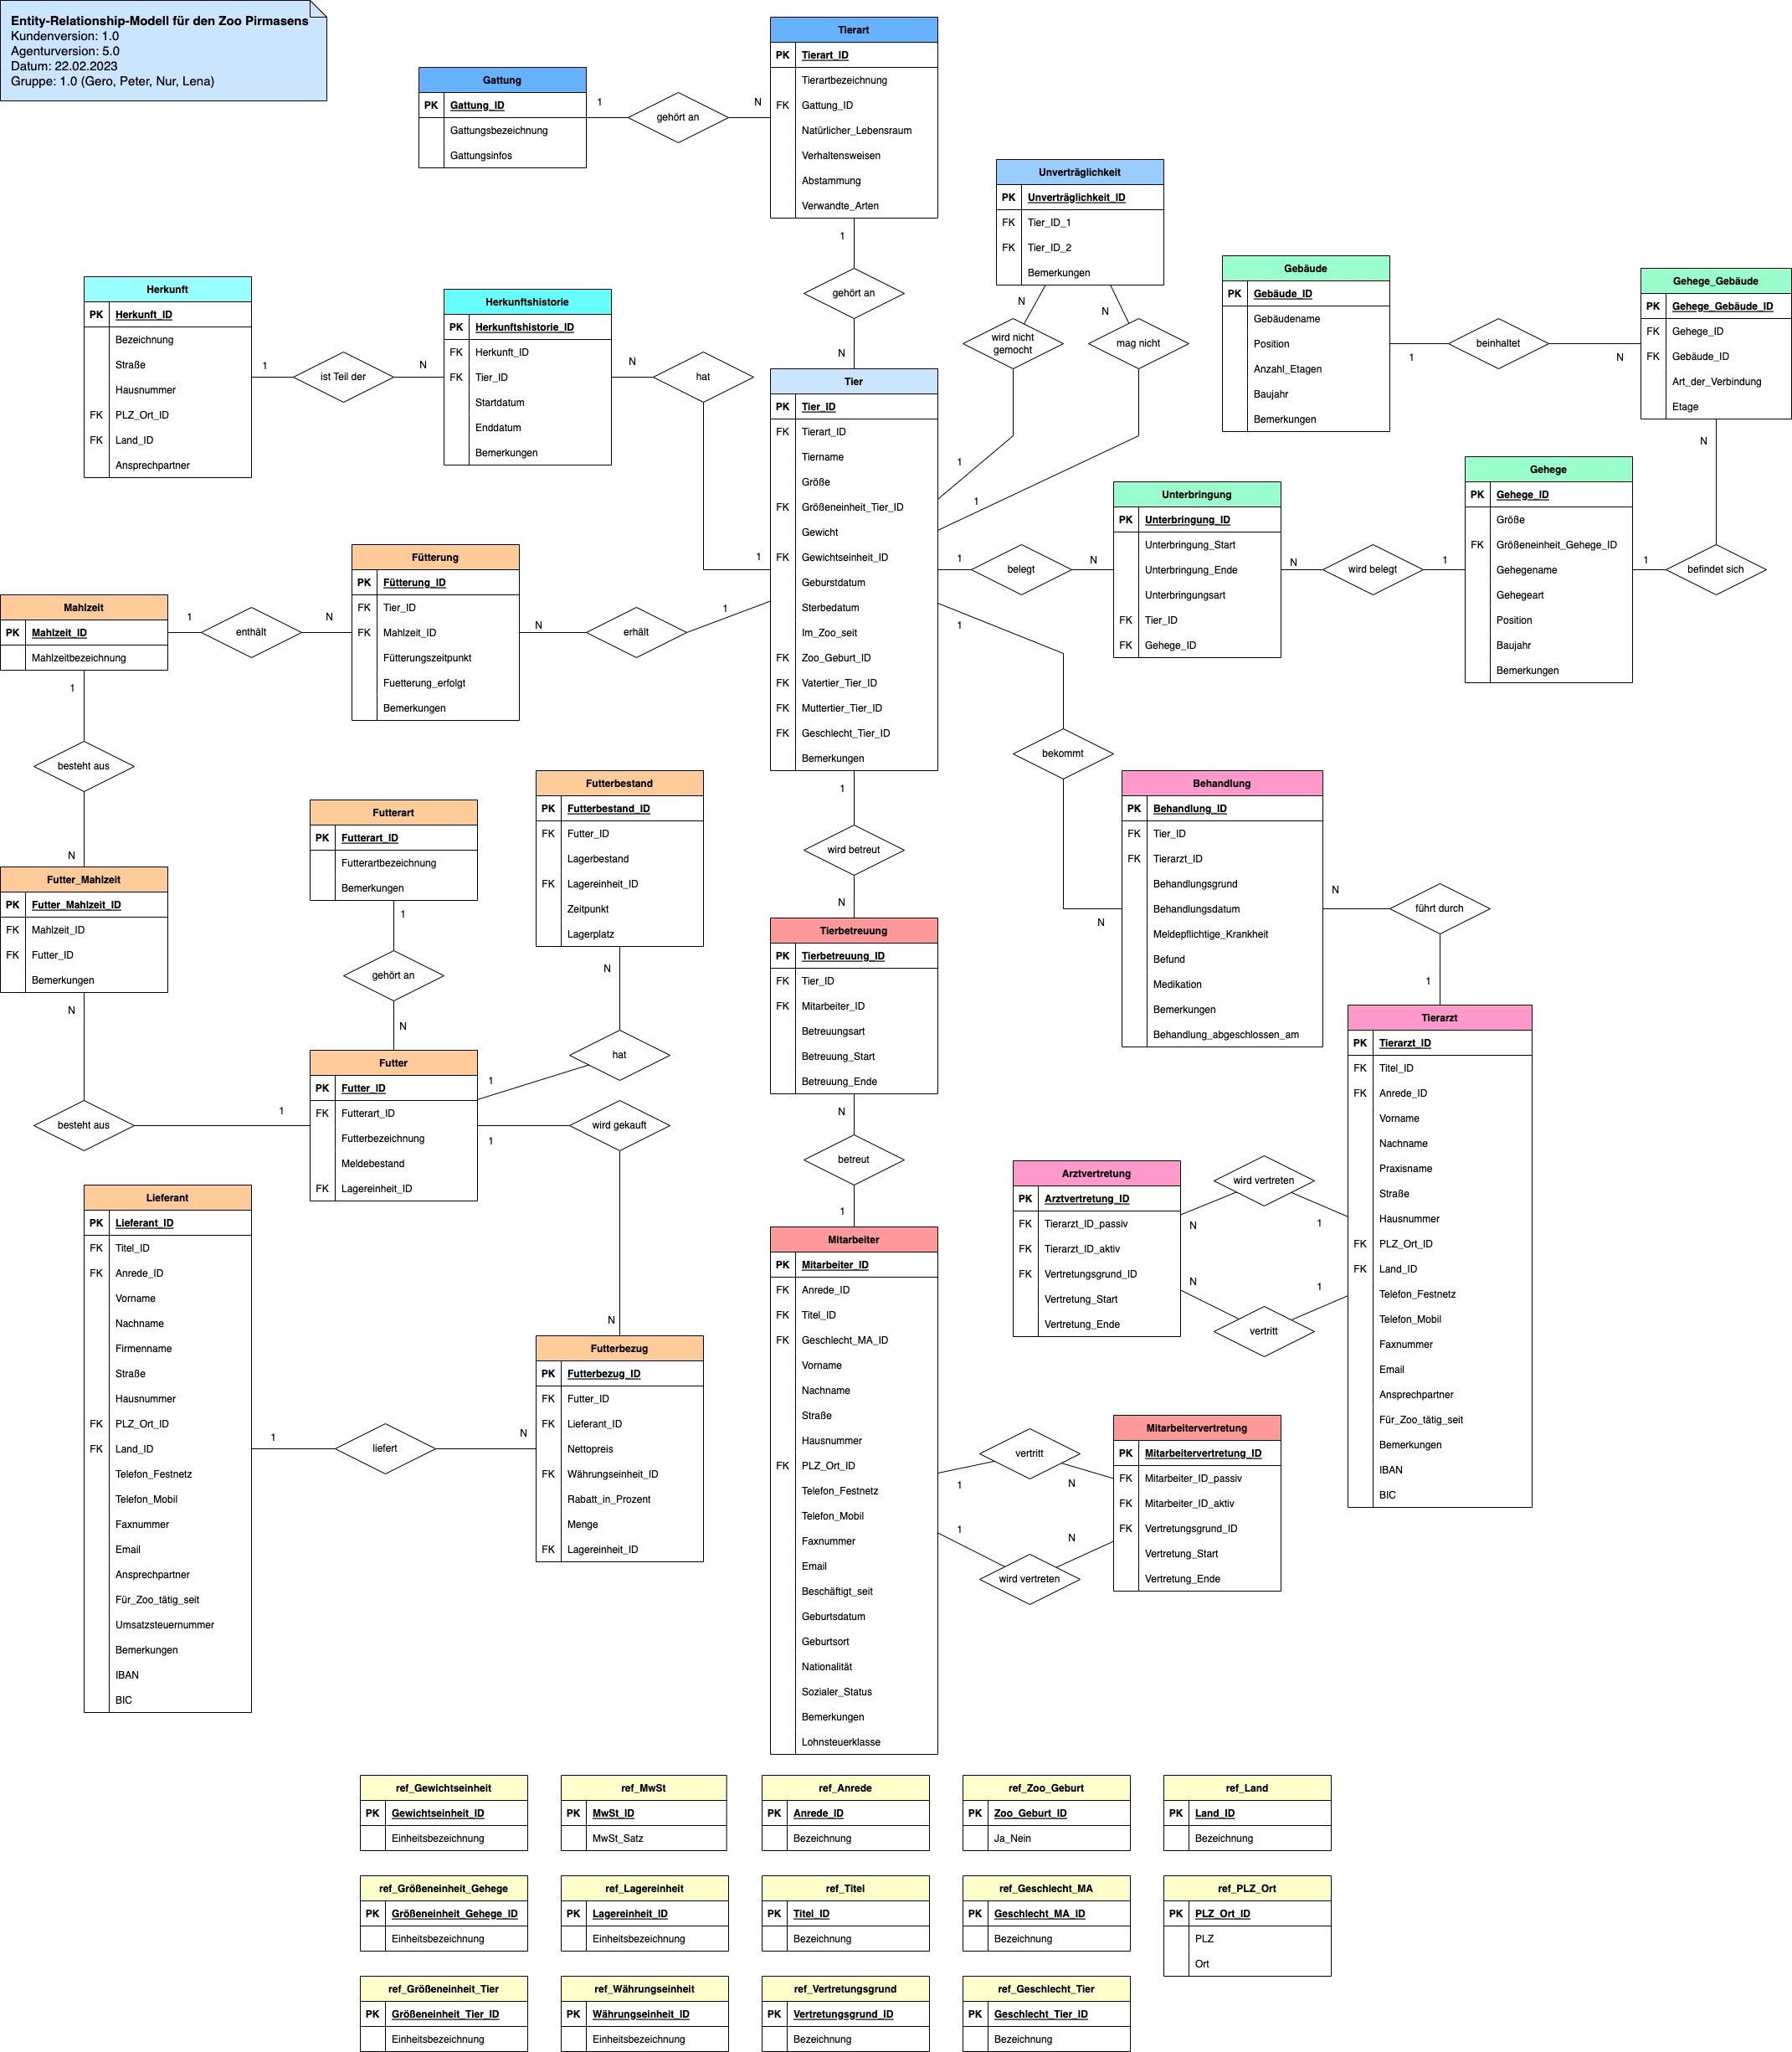 Entity-Relationship-Modell für den Zoo Pirmasens
Kundenversion: 1.0
Agenturversion: 5.0
Datum: 22.02.2023
Gruppe: 1.0 (Gero, Peter, Nur, Lena)
Gattung
PK Gattung_ID
Gattungsbezeichnung
Gattungsinfos
1
gehört an
N
Tierart
PK Tierart_ID
Tierartbezeichnung
FK Gattung_ID
Natürlicher_Lebensraum
Verhaltensweisen
Abstammung
Verwandte_Arten
1
gehört an
N
Unverträglichkeit
PK Unverträglichkeit_ID
FK Tier_ID_1
FK Tier_ID_2
Bemerkungen
N
wird nicht
gemocht
1
N
mag nicht
1
Gebäude
PK Gebäude_ID
Gebäudename
Position
Anzahl_Etagen
Baujahr
Bemerkungen
1
beinhaltet
N
Gehege_Gebäude
PK Gehege_Gebäude_ID
FK Gehege_ID
FK Gebäude_ID
Art_der_Verbindung
Etage
N
befindet sich
1
Herkunft
PK Herkunft_ID
Bezeichnung
Straße
Hausnummer
FK PLZ_Ort_ID
FK Land_ID
Ansprechpartner
1
ist Teil der
N
Herkunftshistorie
PK Herkunftshistorie_ID
FK Herkunft_ID
FK Tier_ID
Startdatum
Enddatum
Bemerkungen
N
hat
1
Tier
PK Tier_ID
FK Tierart_ID
Tiername
Größe
FK Größeneinheit_Tier_ID
Gewicht
FK Gewichtseinheit_ID
Geburstdatum
Sterbedatum
Im_Zoo_seit
FK Zoo_Geburt_ID
FK Vatertier_Tier_ID
FK Muttertier_Tier_ID
FK Geschlecht_Tier_ID
Bemerkungen
1
belegt
N
Unterbringung
PK Unterbringung_ID
Unterbringung_Start
Unterbringung_Ende
Unterbringungsart
FK Tier_ID
FK Gehege_ID
N
wird belegt
1
Gehege
PK Gehege_ID
Größe
FK Größeneinheit_Gehege_ID
Gehegename
Gehegeart
Position
Baujahr
Bemerkungen
Mahlzeit
PK Mahlzeit_ID
Mahlzeitbezeichnung
1
enthält
N
Fütterung
PK Fütterung_ID
FK Tier_ID
FK Mahlzeit_ID
Fütterungszeitpunkt
Fuetterung_erfolgt
Bemerkungen
N
erhält
1
1
besteht aus
N
Futter_Mahlzeit
PK Futter_Mahlzeit_ID
FK Mahlzeit_ID
FK Futter_ID
Bemerkungen
N
besteht aus
1
Futterart
PK Futterart_ID
Futterartbezeichnung
Bemerkungen
1
gehört an
N
Futterbestand
PK Futterbestand_ID
FK Futter_ID
Lagerbestand
FK Lagereinheit_ID
Zeitpunkt
Lagerplatz
N
hat
1
Futter
PK Futter_ID
FK Futterart_ID
Futterbezeichnung
Meldebestand
FK Lagereinheit_ID
1
wird gekauft
N
1
bekommt
N
Behandlung
PK Behandlung_ID
FK Tier_ID
FK Tierarzt_ID
Behandlungsgrund
Behandlungsdatum
Meldepflichtige_Krankheit
Befund
Medikation
Bemerkungen
Behandlung_abgeschlossen_am
N
führt durch
1
1
wird betreut
N
Tierbetreuung
PK Tierbetreuung_ID
FK Tier_ID
FK Mitarbeiter_ID
Betreuungsart
Betreuung_Start
Betreuung_Ende
N
betreut
1
Tierarzt
PK Tierarzt_ID
FK Titel_ID
FK Anrede_ID
Vorname
Nachname
Praxisname
Straße
Hausnummer
FK PLZ_Ort_ID
FK Land_ID
Telefon_Festnetz
Telefon_Mobil
Faxnummer
Email
Ansprechpartner
Für_Zoo_tätig_seit
Bemerkungen
IBAN
BIC
Arztvertretung
PK Arztvertretung_ID
FK Tierarzt_ID_passiv
FK Tierarzt_ID_aktiv
FK Vertretungsgrund_ID
Vertretung_Start
Vertretung_Ende
N
wird vertreten
1
N
vertritt
1
Lieferant
PK Lieferant_ID
FK Titel_ID
FK Anrede_ID
Vorname
Nachname
Firmenname
Straße
Hausnummer
FK PLZ_Ort_ID
FK Land_ID
Telefon_Festnetz
Telefon_Mobil
Faxnummer
Email
Ansprechpartner
Für_Zoo_tätig_seit
Umsatzsteuernummer
Bemerkungen
IBAN
BIC
1
liefert
N
Futterbezug
PK Futterbezug_ID
FK Futter_ID
FK Lieferant_ID
Nettopreis
FK Währungseinheit_ID
Rabatt_in_Prozent
Menge
FK Lagereinheit_ID
Mitarbeiter
PK Mitarbeiter_ID
FK Anrede_ID
FK Titel_ID
FK Geschlecht_MA_ID
Vorname
Nachname
Straße
Hausnummer
FK PLZ_Ort_ID
Telefon_Festnetz
Telefon_Mobil
Faxnummer
Email
Beschäftigt_seit
Geburtsdatum
Geburtsort
Nationalität
Sozialer_Status
Bemerkungen
Lohnsteuerklasse
1
vertritt
N
1
wird vertreten
N
Mitarbeitervertretung
PK Mitarbeitervertretung_ID
FK Mitarbeiter_ID_passiv
FK Mitarbeiter_ID_aktiv
FK Vertretungsgrund_ID
Vertretung_Start
Vertretung_Ende
ref_Gewichtseinheit
PK Gewichtseinheit_ID
Einheitsbezeichnung
ref_MwSt
PK MwSt_ID
MwSt_Satz
ref_Anrede
PK Anrede_ID
Bezeichnung
ref_Zoo_Geburt
PK Zoo_Geburt_ID
Ja_Nein
ref_Land
PK Land_ID
Bezeichnung
ref_Größeneinheit_Gehege
PK Größeneinheit_Gehege_ID
Einheitsbezeichnung
ref_Lagereinheit
PK Lagereinheit_ID
Einheitsbezeichnung
ref_Titel
PK Titel_ID
Bezeichnung
ref_Geschlecht_MA
PK Geschlecht_MA_ID
Bezeichnung
ref_PLZ_Ort
PK PLZ_Ort_ID
PLZ
Ort
ref_Größeneinheit_Tier
PK Größeneinheit_Tier_ID
Einheitsbezeichnung
ref_Währungseinheit
PK Währungseinheit_ID
Einheitsbezeichnung
ref_Vertretungsgrund
PK Vertretungsgrund_ID
Bezeichnung
ref_Geschlecht_Tier
PK Geschlecht_Tier_ID
Bezeichnung